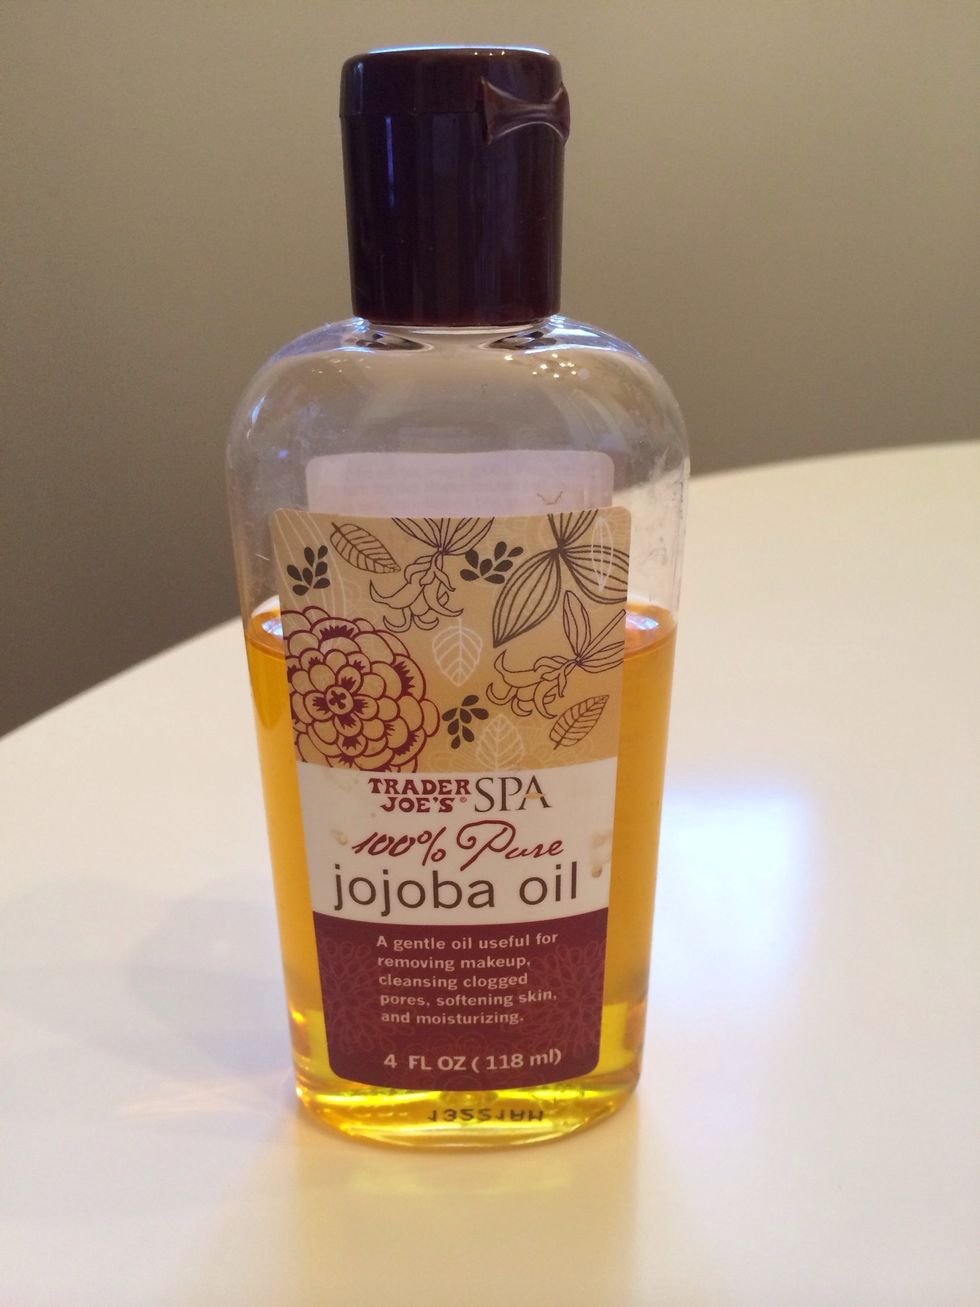 TRADER JOE'S® SPA
100% Pure
jojoba oil
A gentle oil useful for
removing makeup,
cleansing clogged
pores, softening skin,
and moisturizing.
4 FL OZ (118 ml)